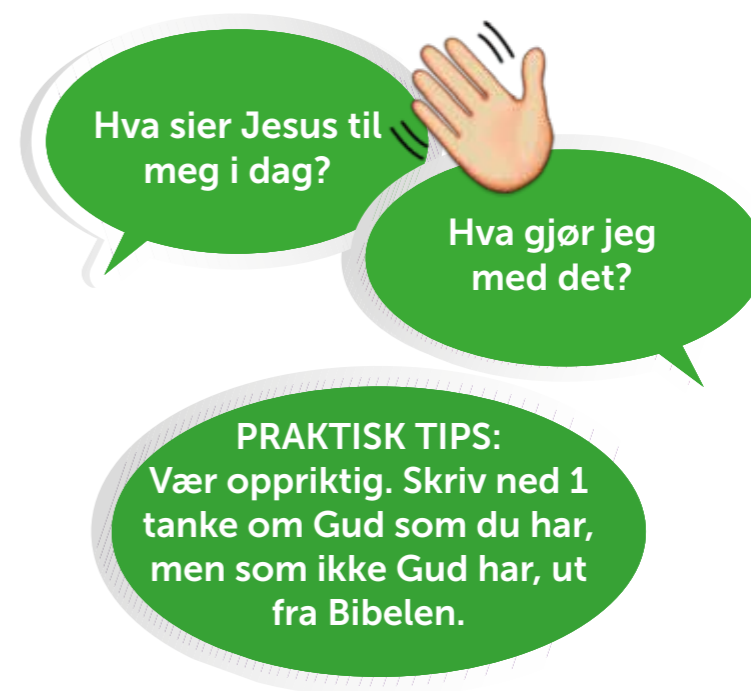 Hva sier Jesus til
meg i dag?
Hva gjør jeg
med det?
PRAKTISK TIPS:
Vær oppriktig. Skriv ned 1
tanke om Gud som du har,
men som ikke Gud har, ut
fra Bibelen.